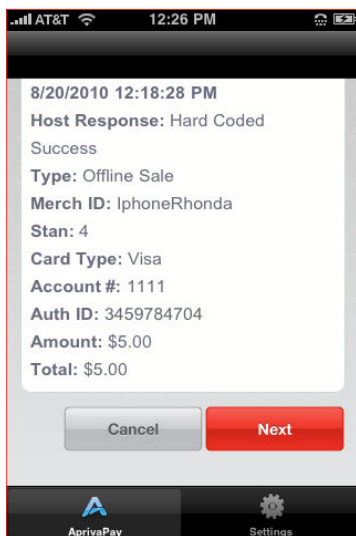 AT&T 12:26 PM
8/20/2010 12:18:28 PM
Host Response: Hard Coded
Success
Type: Offline Sale
Merch ID: IphoneRhonda
Stan: 4
Card Type: Visa
Account #: 1111
Auth ID: 3459784704
Amount: $5.00
Total: $5.00
Cancel Next
AprivaPay Settings